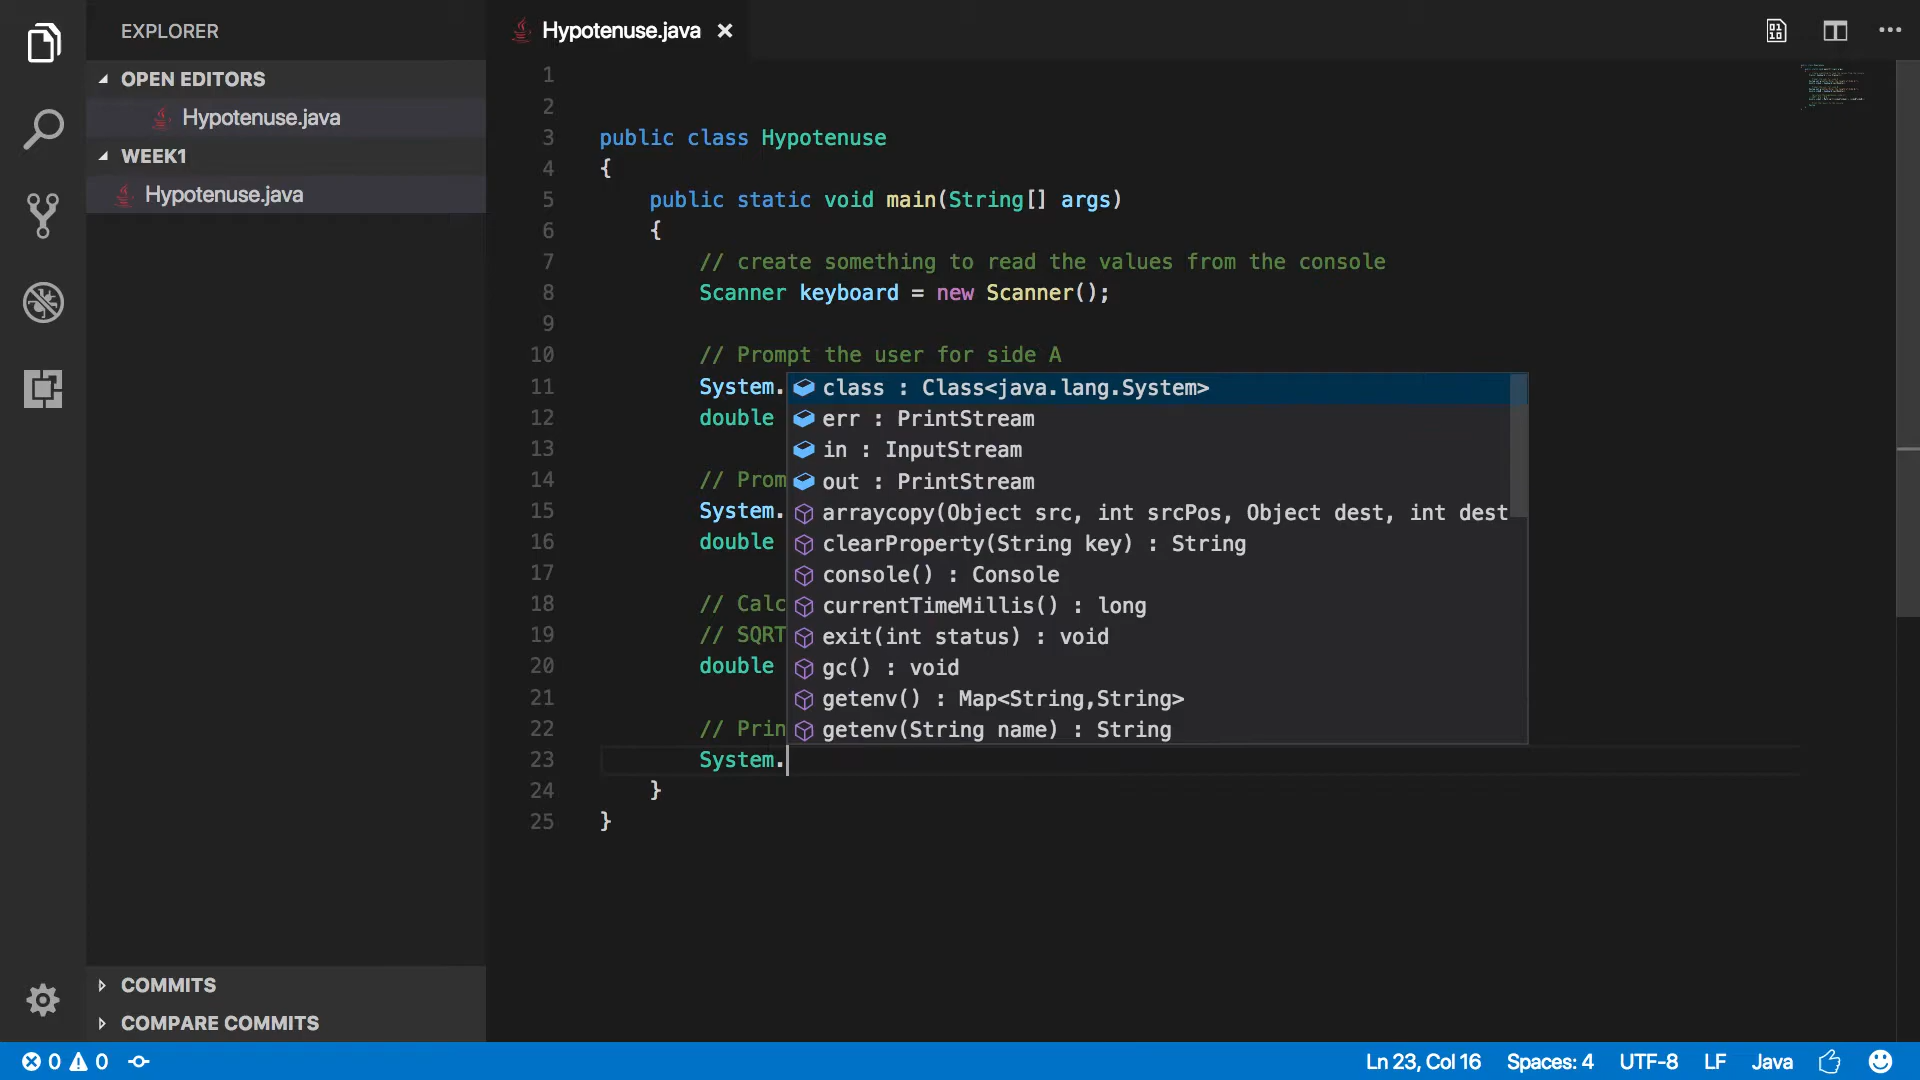 EXPLORER
OPEN EDITORS
Hypotenuse.java
WEEK1
Hypotenuse.java
COMMITS
COMPARE COMMITS
Hypotenuse.java
1
2
3 public class Hypotenuse
4 {
5 public static void main(String[] args)
6 {
7 // create something to read the values from the console
8 Scanner keyboard = new Scanner();
9
10 // Prompt the user for side A
11 System.
12 double
13
14 // Prom
15 System.
16 double
17
18 // Calc
19 // SQRT
20 double
21
22 // Prin
23 System.
24 }
25 }
class : Class<java.lang.System>
err : PrintStream
in : InputStream
out : PrintStream
arraycopy(Object src, int srcPos, Object dest, int dest
clearProperty(String key) : String
console() : Console
currentTimeMillis() : long
exit(int status) : void
gc() : void
getenv() : Map<String,String>
getenv(String name) : String
0 0
Ln 23, Col 16 Spaces: 4 UTF-8 LF Java